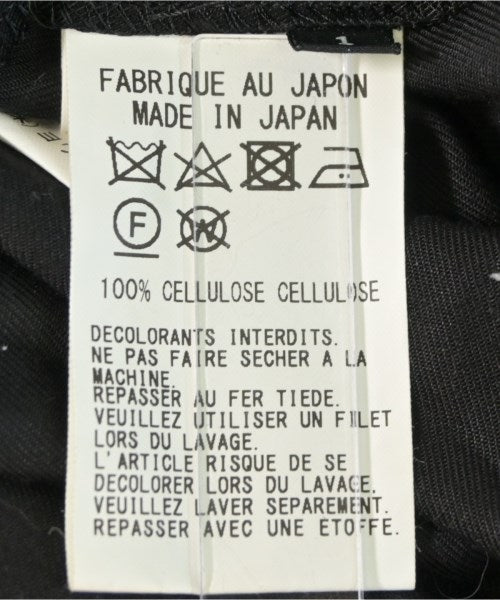 1
FABRIQUE AU JAPON
MADE IN JAPAN
F
W
100% CELLULOSE CELLULOSE
DECOLORANTS INTERDITS.
NE PAS FAIRE SECHER A LA
MACHINE.
REPASSER AU FER TIEDE.
VEUILLEZ UTILISER UN FILET
LORS DU LAVAGE.
L'ARTICLE RISQUE DE SE
DECOLORER LORS DU LAVAGE.
VEUILLEZ LAVER SEPAREMENT.
REPASSER AVEC UNE ETOFFE.